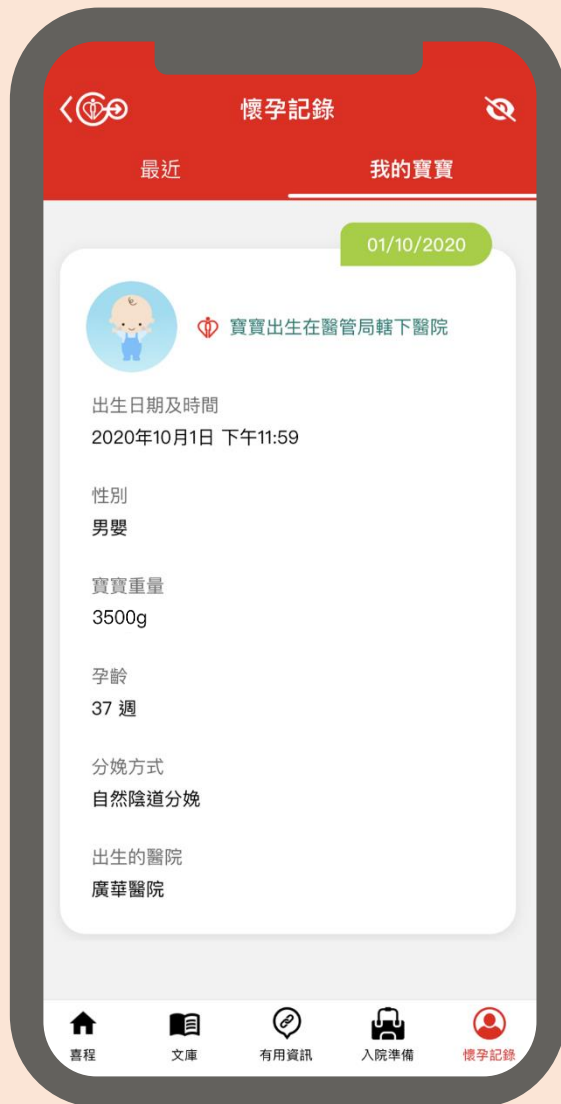 懷孕記錄
最近
我的寶寶
01/10/2020
寶寶出生在醫管局轄下醫院
出生日期及時間
2020年10月1日 下午11:59
性別
男嬰
寶寶重量
3500g
孕齡
37 週
分娩方式
自然陰道分娩
出生的醫院
廣華醫院
喜程
文庫
有用資訊
入院準備
懷孕記錄